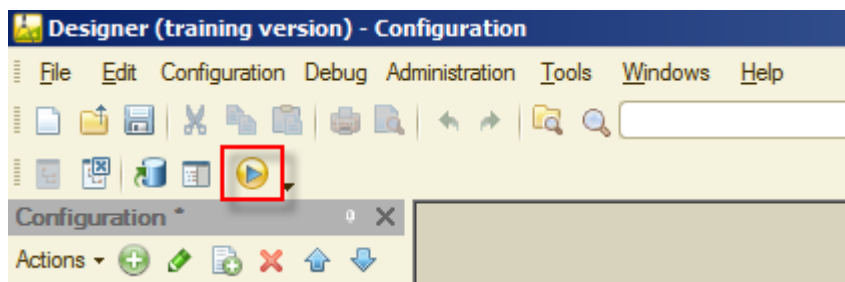 Designer (training version) - Configuration
File Edit Configuration Debug Administration Tools Windows Help
Configuration *
Actions